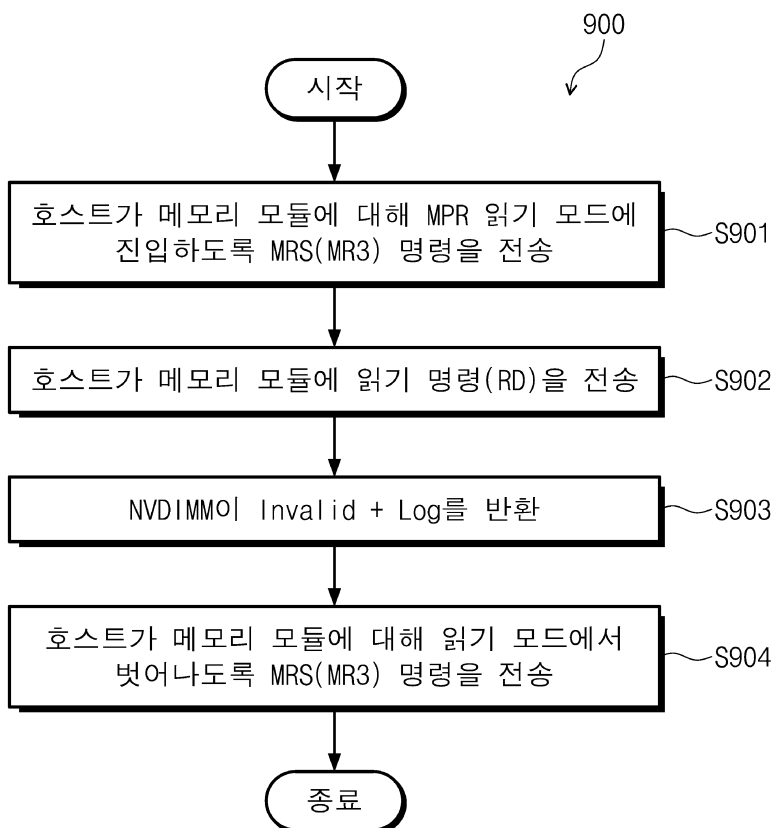 900
시작
호스트가 메모리 모듈에 대해 MPR 읽기 모드에
진입하도록 MRS(MR3) 명령을 전송
S901
호스트가 메모리 모듈에 읽기 명령(RD)을 전송
S902
NVDIMM이 Invalid + Log를 반환
S903
호스트가 메모리 모듈에 대해 읽기 모드에서
벗어나도록 MRS(MR3) 명령을 전송
S904
종료